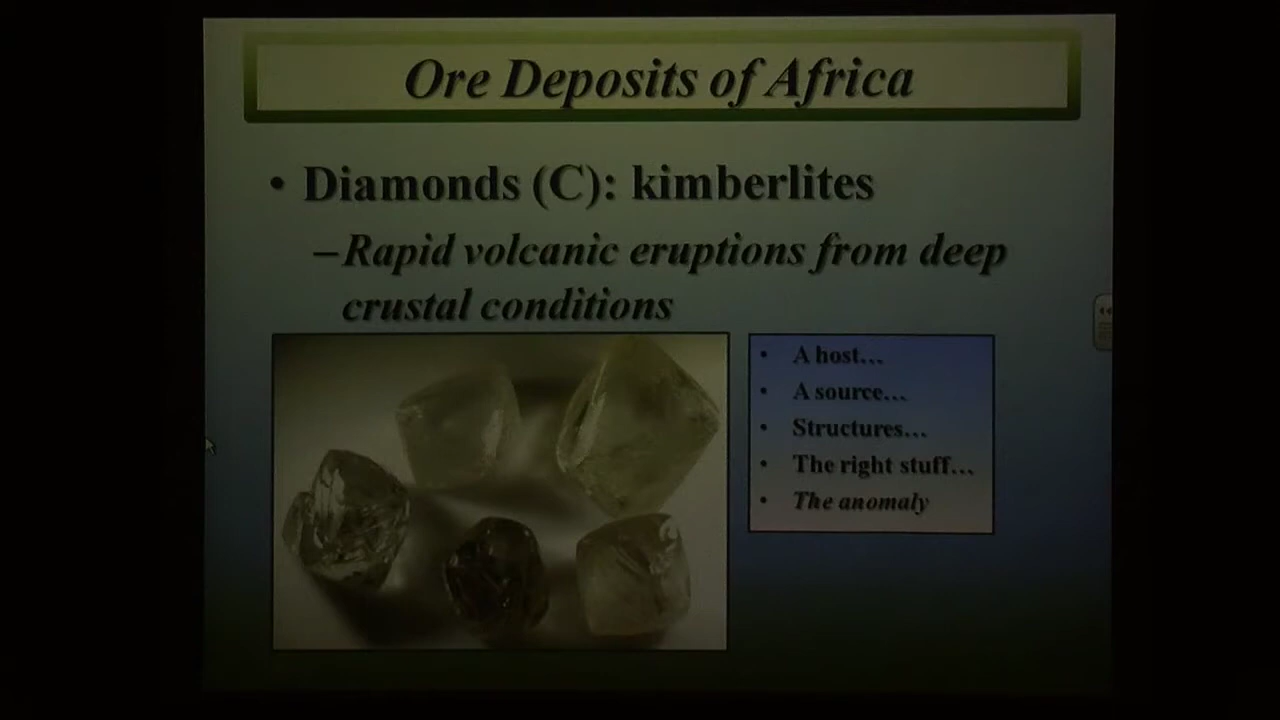 Ore Deposits of Africa
• Diamonds (C): kimberlites
–Rapid volcanic eruptions from deep
crustal conditions
• A host…
• A source…
• Structures…
• The right stuff…
• The anomaly